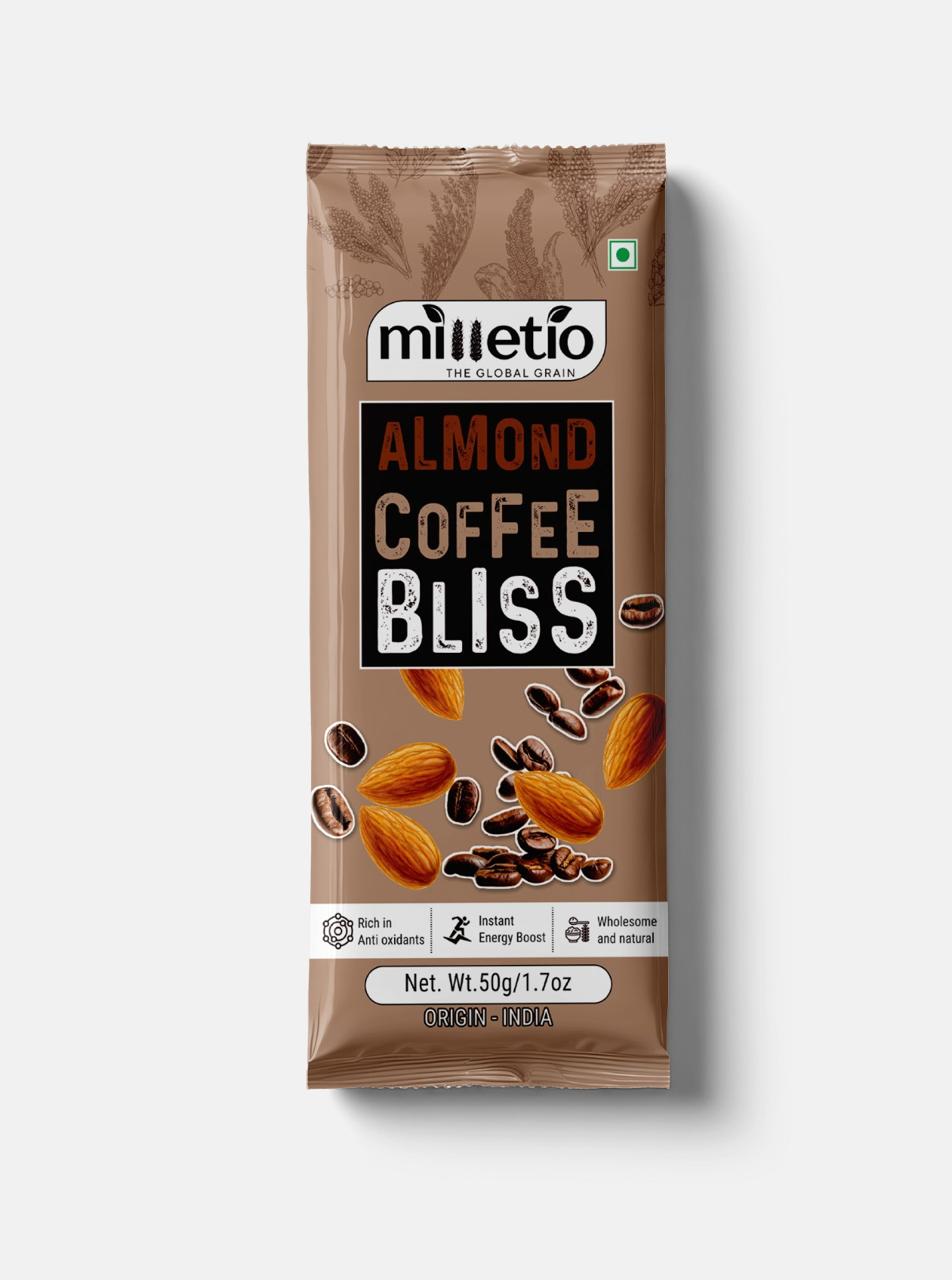 milletio
THE GLOBAL GRAIN
ALMOND
COFFEE
BLISS
Rich in
Anti oxidants
Instant
Energy Boost
Wholesome
and natural
Net. Wt.50g/1.7oz
ORIGIN - INDIA